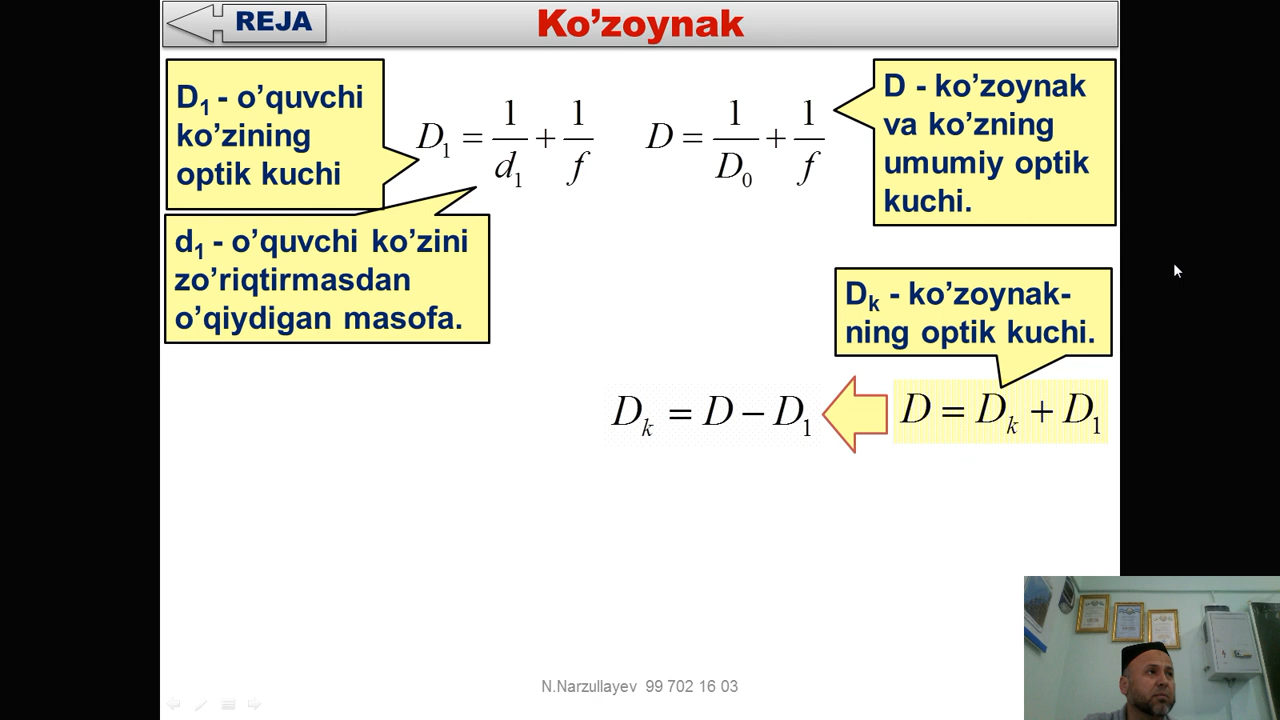 REJA
Ko’zoynak
D₁ - o’quvchi
ko’zining
optik kuchi
D₁ = 1/d₁ + 1/f
D = 1/D₀ + 1/f
D - ko’zoynak
va ko’zning
umumiy optik
kuchi.
d₁ - o’quvchi ko’zini
zo’riqtirmasdan
o’qiydigan masofa.
Dₖ - ko’zoynak-
ning optik kuchi.
Dₖ = D − D₁
D = Dₖ + D₁
N.Narzullayev 99 702 16 03